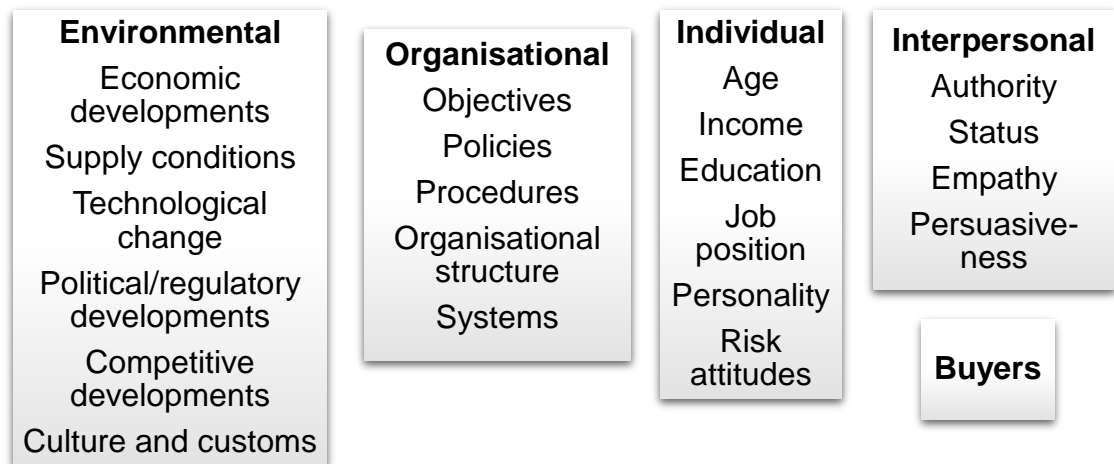 Environmental
Economic
developments
Supply conditions
Technological
change
Political/regulatory
developments
Competitive
developments
Culture and customs
Organisational
Objectives
Policies
Procedures
Organisational
structure
Systems
Individual
Age
Income
Education
Job
position
Personality
Risk
attitudes
Interpersonal
Authority
Status
Empathy
Persuasive-
ness
Buyers